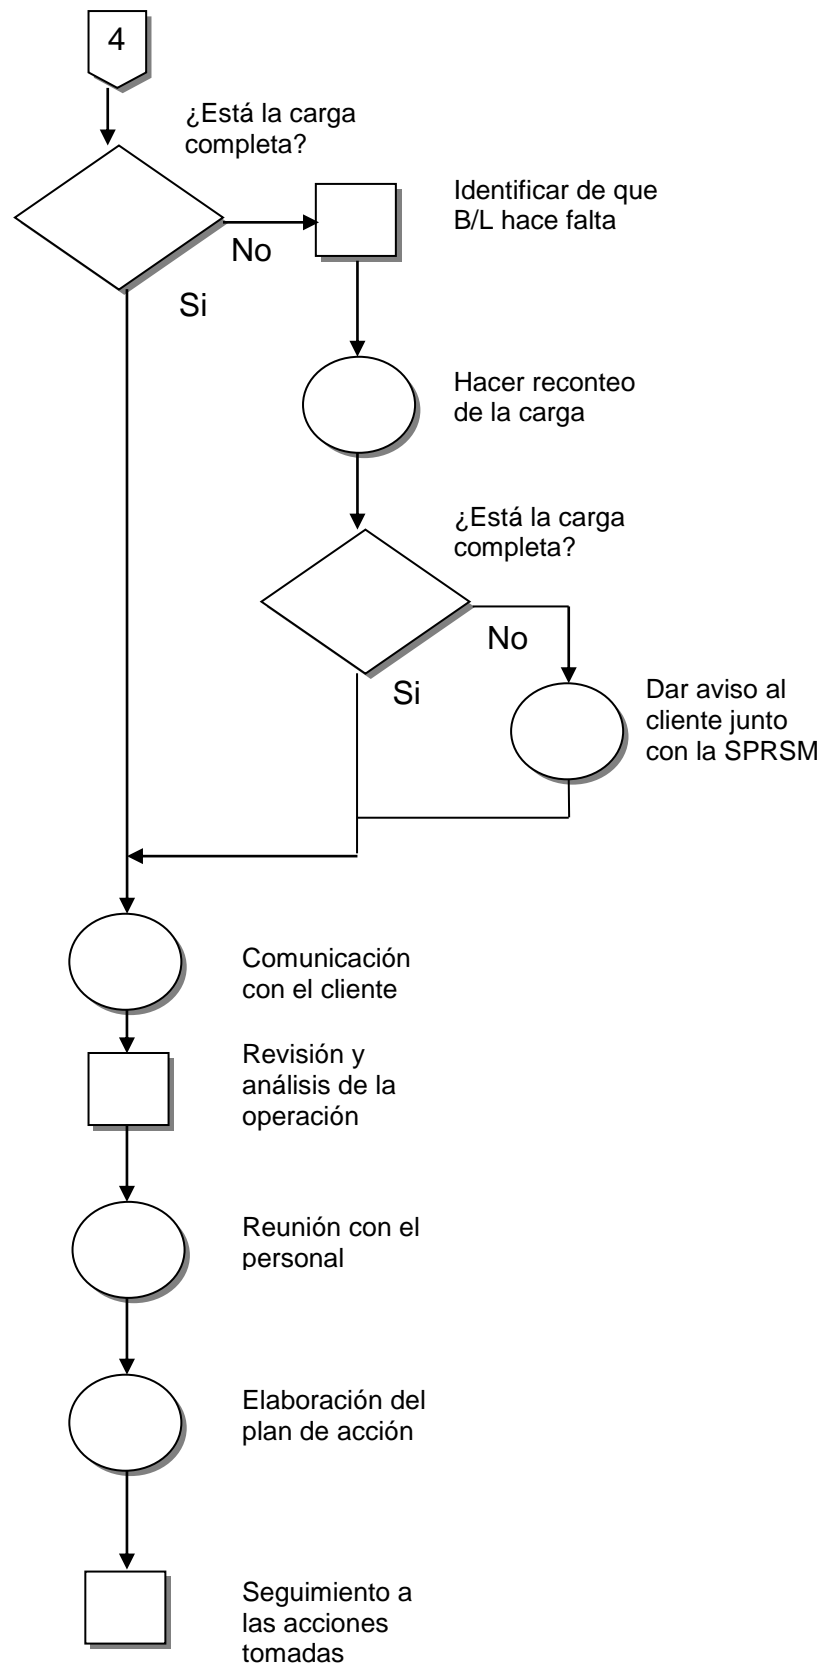 4
¿Está la carga
completa?
Identificar de que
B/L hace falta
No
Si
Hacer reconteo
de la carga
¿Está la carga
completa?
No
Si
Dar aviso al
cliente junto
con la SPRSM
Comunicación
con el cliente
Revisión y
análisis de la
operación
Reunión con el
personal
Elaboración del
plan de acción
Seguimiento a
las acciones
tomadas